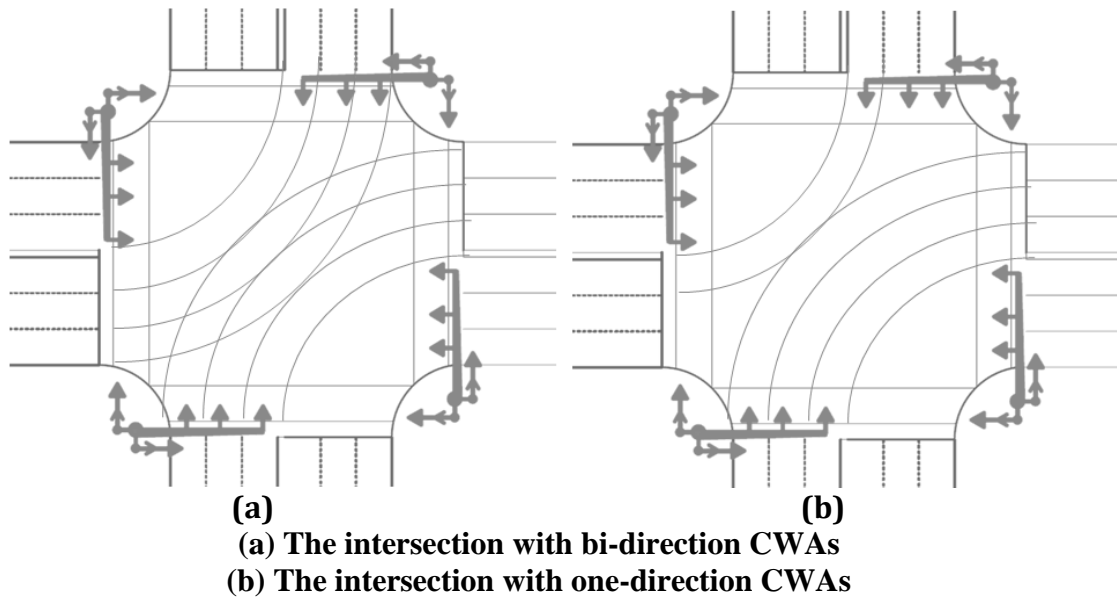 (a)
(b)
(a) The intersection with bi-direction CWAs
(b) The intersection with one-direction CWAs